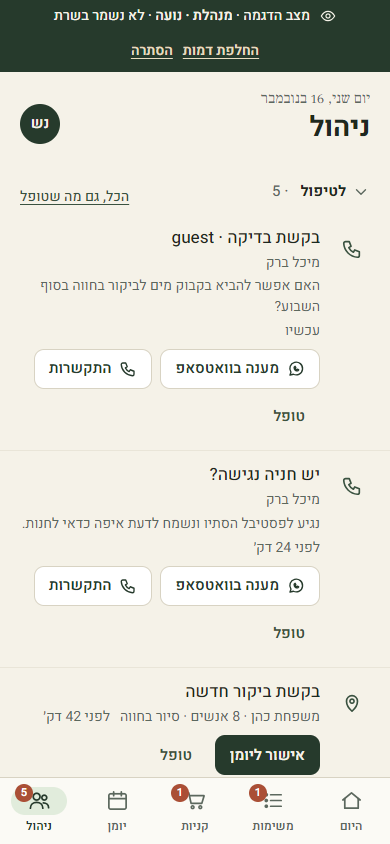 מצב הדגמה · מנהלת · נועה · לא נשמר בשרת
החלפת דמות הסתרה
יום שני, 16 בנובמבר
ניהול
נש
לטיפול · 5
הכל, גם מה שטופל
בקשת בדיקה · guest
מיכל ברק
האם אפשר להביא בקבוק מים לביקור בחווה בסוף
השבוע?
עכשיו
מענה בוואטסאפ התקשרות
טופל
יש חניה נגישה?
מיכל ברק
נגיע לפסטיבל הסתיו ונשמח לדעת איפה כדאי לחנות.
לפני 24 דק׳
מענה בוואטסאפ התקשרות
טופל
בקשת ביקור חדשה
משפחת כהן · 8 אנשים · סיור בחווה לפני 42 דק׳
אישור ליומן טופל
1 1 5
היום משימות קניות יומן ניהול